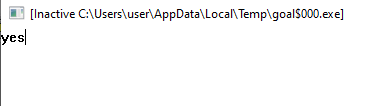 [Inactive C:\Users\user\AppData\Local\Temp\goal$000.exe]
yes